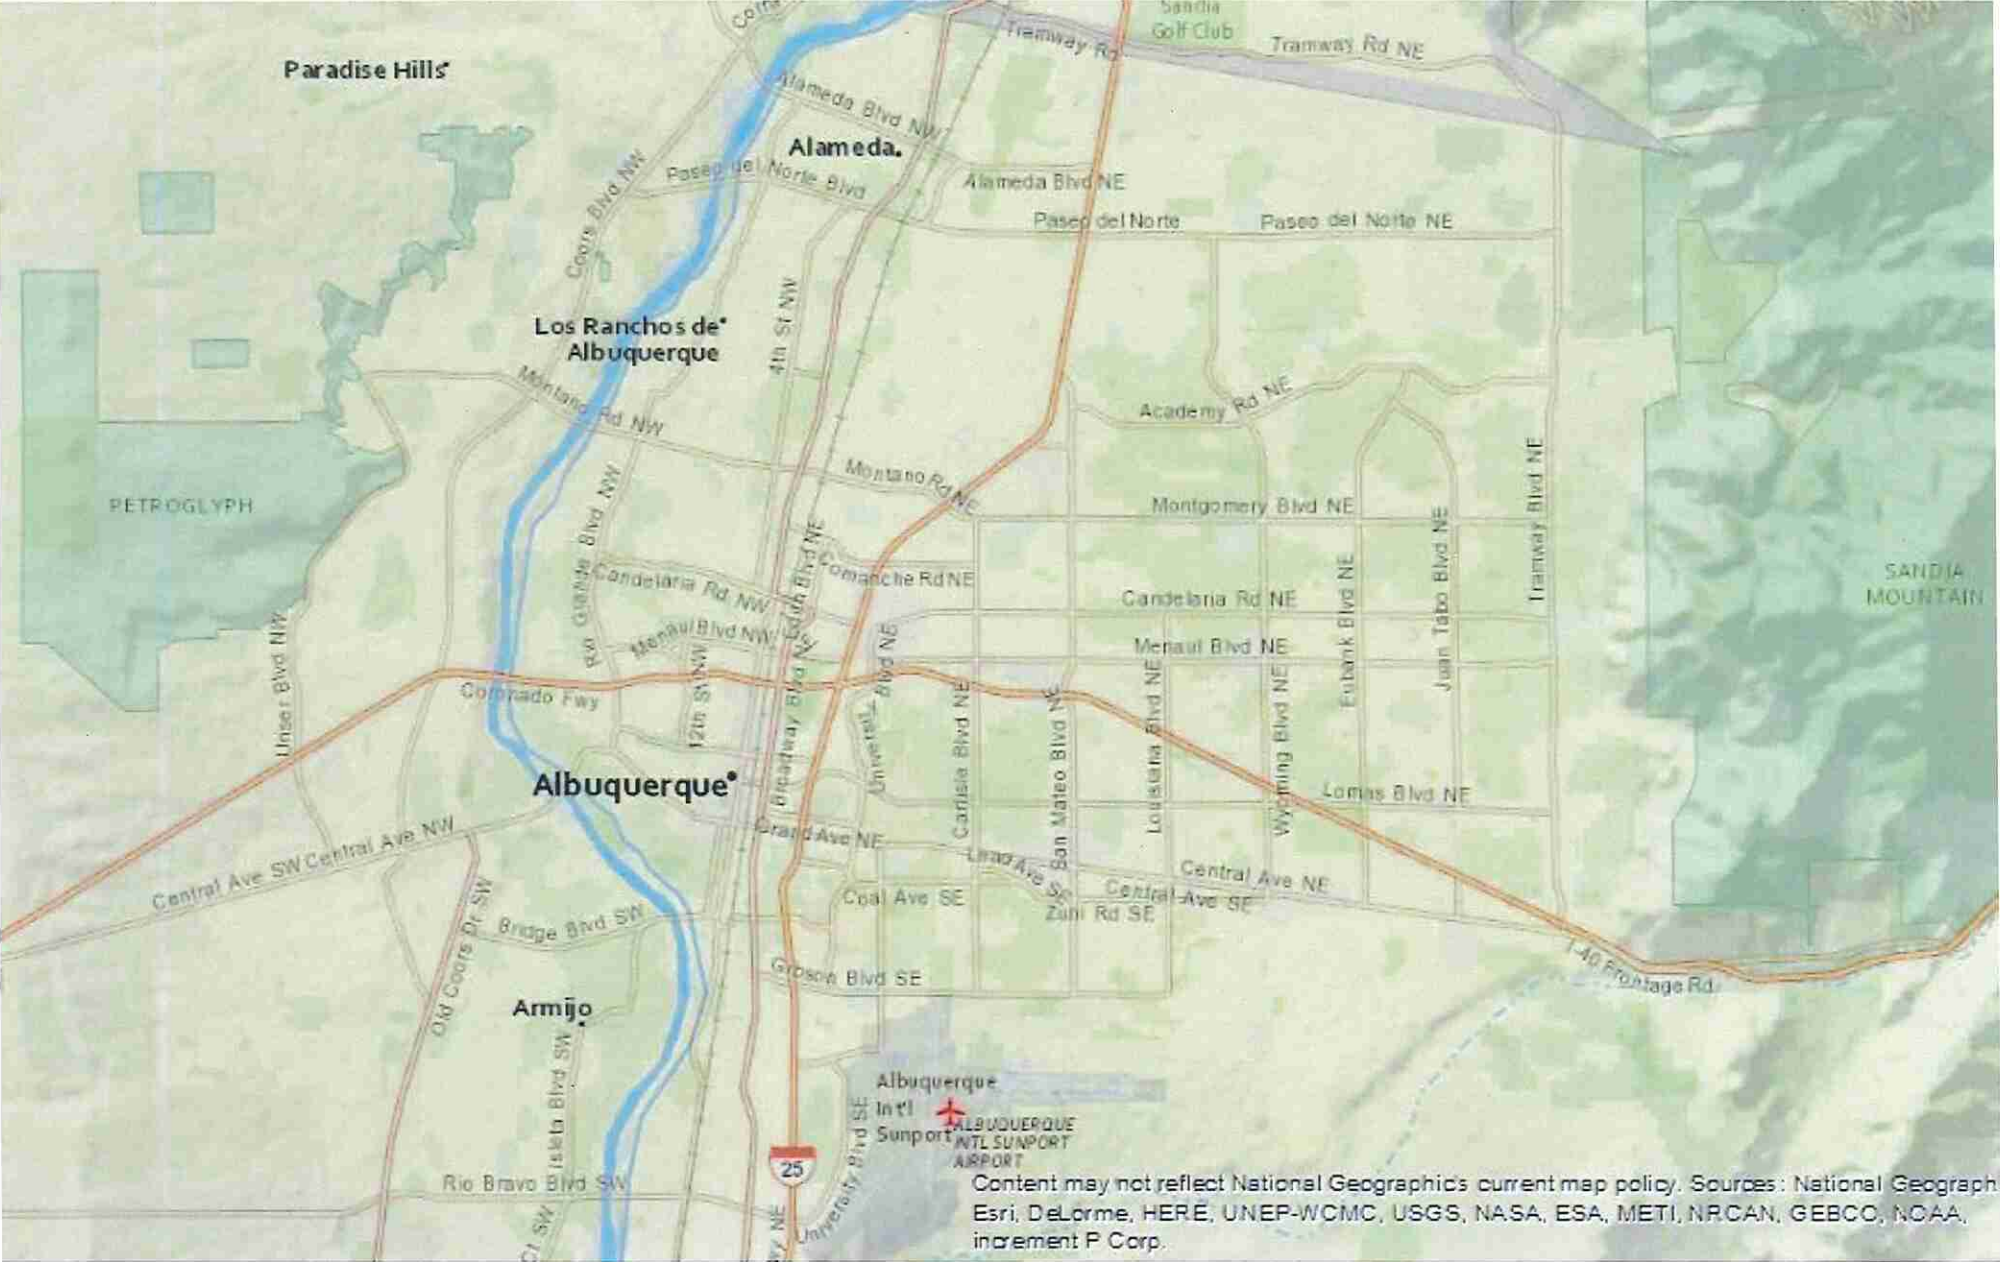 Sandia
Golf Club
Tramway Rd
Tramway Rd NE
Paradise Hills
Alameda Blvd NW
Alameda
Paseo del Norte Blvd
Alameda Blvd NE
Coors Blvd NW
Paseo del Norte
Paseo del Norte NE
4th St NW
Los Ranchos de
Albuquerque
Montano Rd NW
Academy Rd NE
Montano Rd NE
PETROGLYPH
Montgomery Blvd NE
Rio Grande Blvd NW
Juan Tabo Blvd NE
Tramway Blvd NE
Eubank Blvd NE
Candelaria Rd NW
Comanche Rd NE
Candelaria Rd NE
SANDIA
MOUNTAIN
Menaul Blvd NW
Menaul Blvd NE
Unser Blvd NW
Coronado Fwy
12th St NW
Broadway Blvd NE
Edith Blvd NE
University Blvd NE
Carlisle Blvd NE
San Mateo Blvd NE
Louisiana Blvd NE
Wyoming Blvd NE
Albuquerque
Lomas Blvd NE
Central Ave SW
Central Ave NW
Grand Ave NE
Lead Ave SE
Central Ave NE
Central Ave SE
Coal Ave SE
Zuni Rd SE
Old Coors Dr SW
Bridge Blvd SW
Gibson Blvd SE
I-40 Frontage Rd
Armijo
Isleta Blvd SW
Albuquerque
Int'l
Sunport
ALBUQUERQUE
INTL SUNPORT
AIRPORT
25
University Blvd SE
Rio Bravo Blvd SW
Ct SW
Content may not reflect National Geographic's current map policy. Sources: National Geograph
Esri, DeLorme, HERE, UNEP-WCMC, USGS, NASA, ESA, METI, NRCAN, GEBCO, NOAA,
increment P Corp.